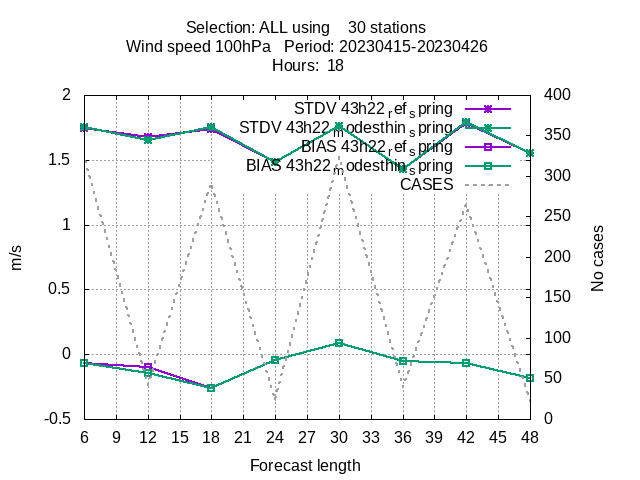 Selection: ALL using 30 stations
Wind speed 100hPa Period: 20230415-20230426
Hours: 18
2
1.5
1
0.5
0
-0.5
m/s
STDV 43h22_ref_spring
STDV 43h22_modesthin_spring
BIAS 43h22_ref_spring
BIAS 43h22_modesthin_spring
CASES
400
350
300
250
200
150
100
50
0
No cases
6 9 12 15 18 21 24 27 30 33 36 39 42 45 48
Forecast length